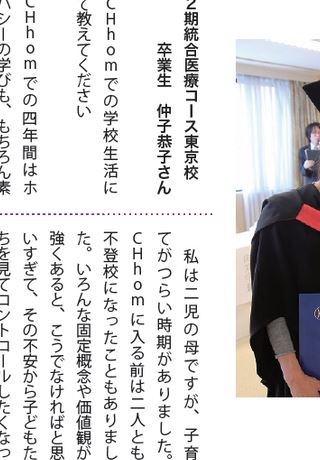 2期統合医療コース東京校
卒業生　仲子恭子さん
CHhomでの学校生活に
て教えてください
CHhomでの四年間はホ
パシーの学びも、もちろん素
私は二児の母ですが、子育
てがつらい時期がありました。
CHhomに入る前は二人とも
不登校になったこともありまし
た。いろんな固定概念や価値観が
強くあると、こうでなければと思
いすぎて、その不安から子どもた
ちを見てコントロールしたくなっ